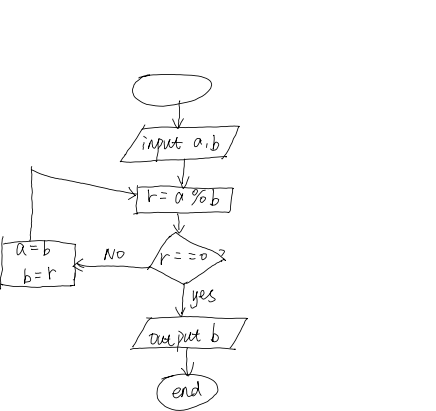 input a,b
r = a % b
r = = 0 ?
NO
a = b
b = r
yes
output b
end